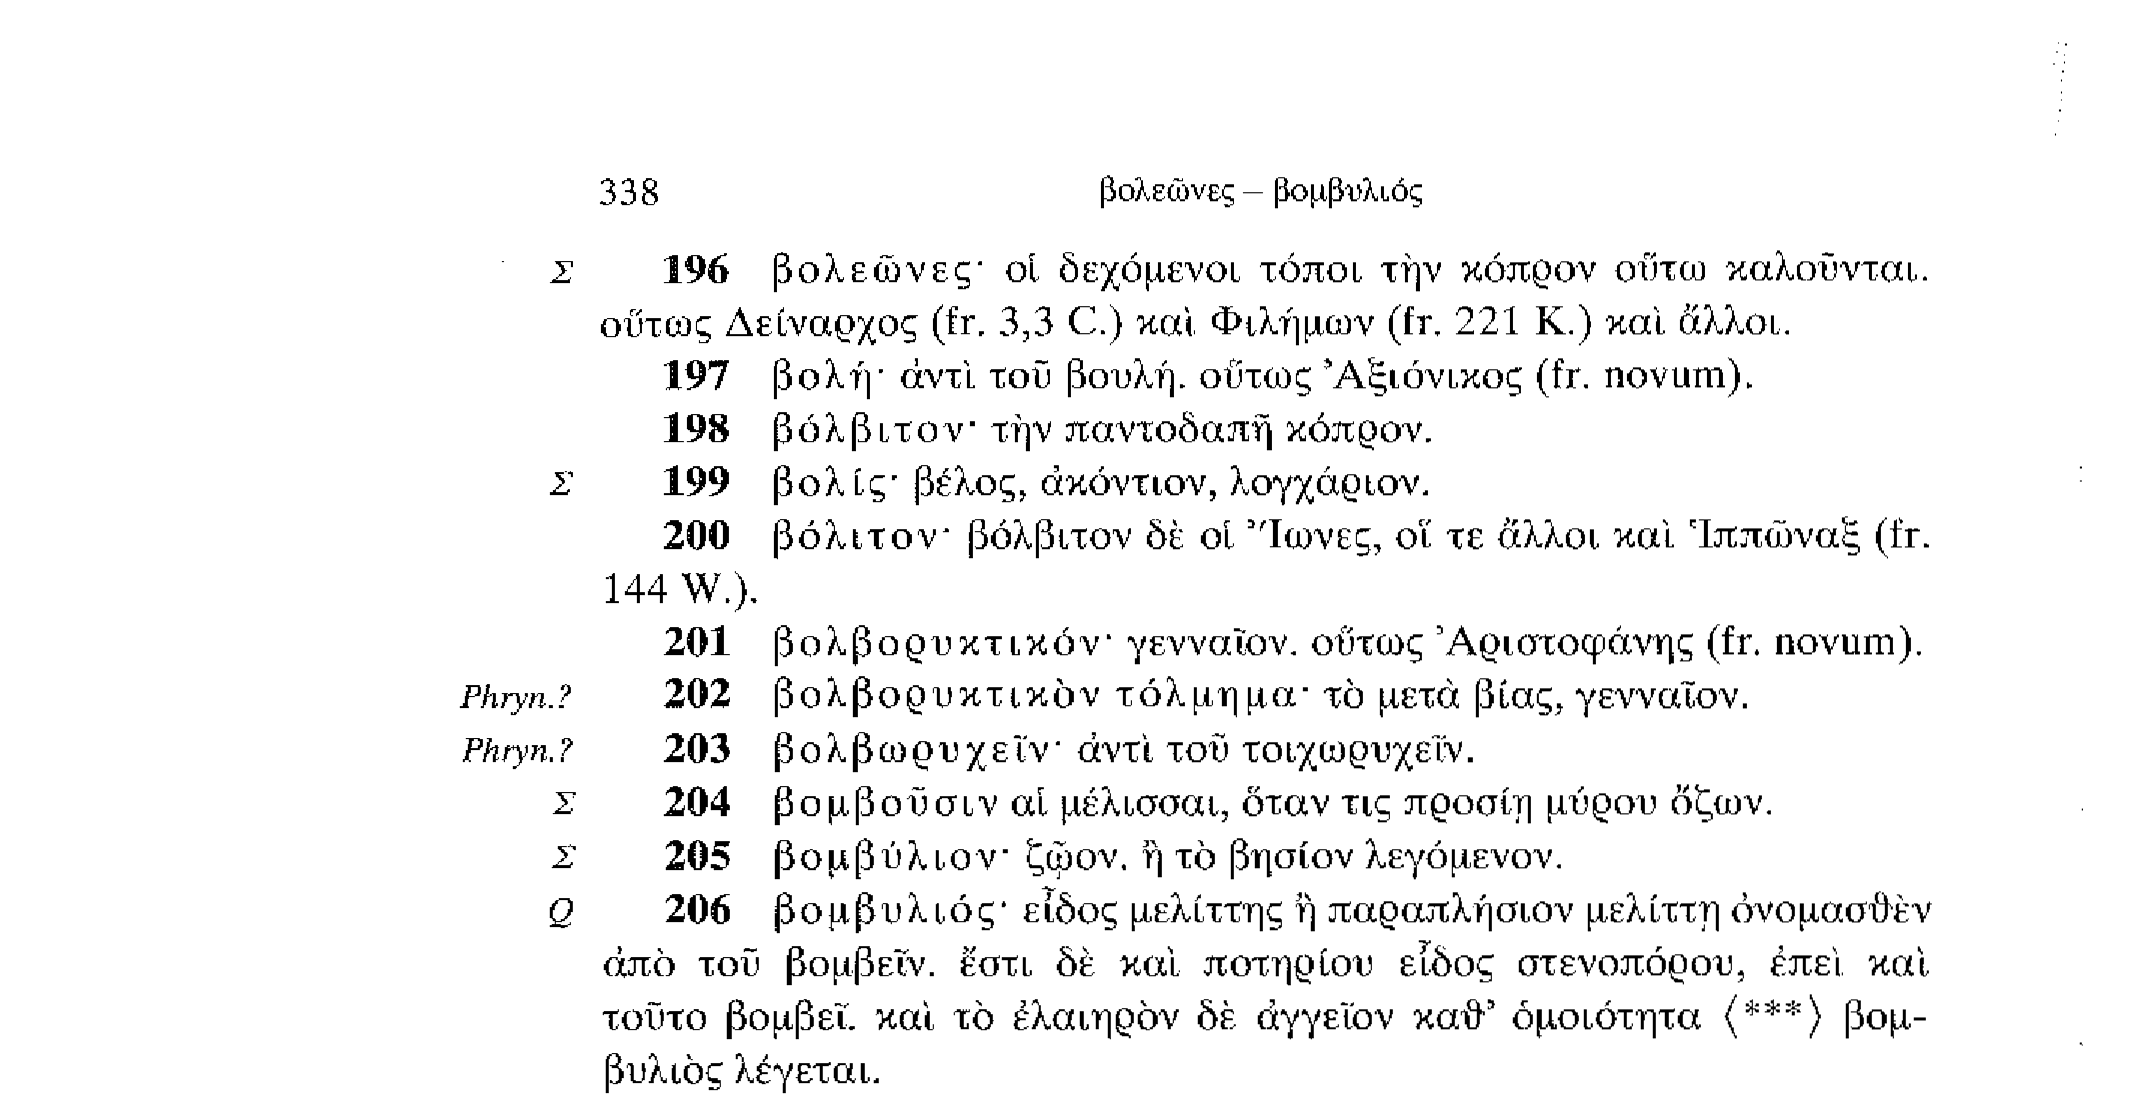 338 βολεῶνες – βομβυλιός
Σ 196 βολεῶνες· οἱ δεχόμενοι τόποι τὴν κόπρον οὕτω καλοῦνται.
οὕτως Δείναρχος (fr. 3,3 C.) καὶ Φιλήμων (fr. 221 K.) καὶ ἄλλοι.
197 βολή· ἀντὶ τοῦ βουλή. οὕτως Ἀξιόνικος (fr. novum).
198 βόλβιτον· τὴν παντοδαπῆ κόπρον.
Σ 199 βολίς· βέλος, ἀκόντιον, λογχάριον.
200 βόλιτον· βόλβιτον δὲ οἱ Ἴωνες, οἵ τε ἄλλοι καὶ Ἱππῶναξ (fr.
144 W.).
201 βολβορυκτικόν· γενναῖον. οὕτως Ἀριστοφάνης (fr. novum).
Phryn.? 202 βολβορυκτικὸν τόλμημα· τὸ μετὰ βίας, γενναῖον.
Phryn.? 203 βολβωρυχεῖν· ἀντὶ τοῦ τοιχωρυχεῖν.
Σ 204 βομβοῦσιν αἱ μέλισσαι, ὅταν τις προσίῃ μύρου ὄζων.
Σ 205 βομβύλιον· ζῷον. ἢ τὸ βησίον λεγόμενον.
Q 206 βομβυλιός· εἶδος μελίττης ἢ παραπλήσιον μελίττῃ ὀνομασθὲν
ἀπὸ τοῦ βομβεῖν. ἔστι δὲ καὶ ποτηρίου εἶδος στενοπόρου, ἐπεὶ καὶ
τοῦτο βομβεῖ. καὶ τὸ ἐλαιηρὸν δὲ ἀγγεῖον καθ’ ὁμοιότητα ⟨***⟩ βομ-
βυλιὸς λέγεται.